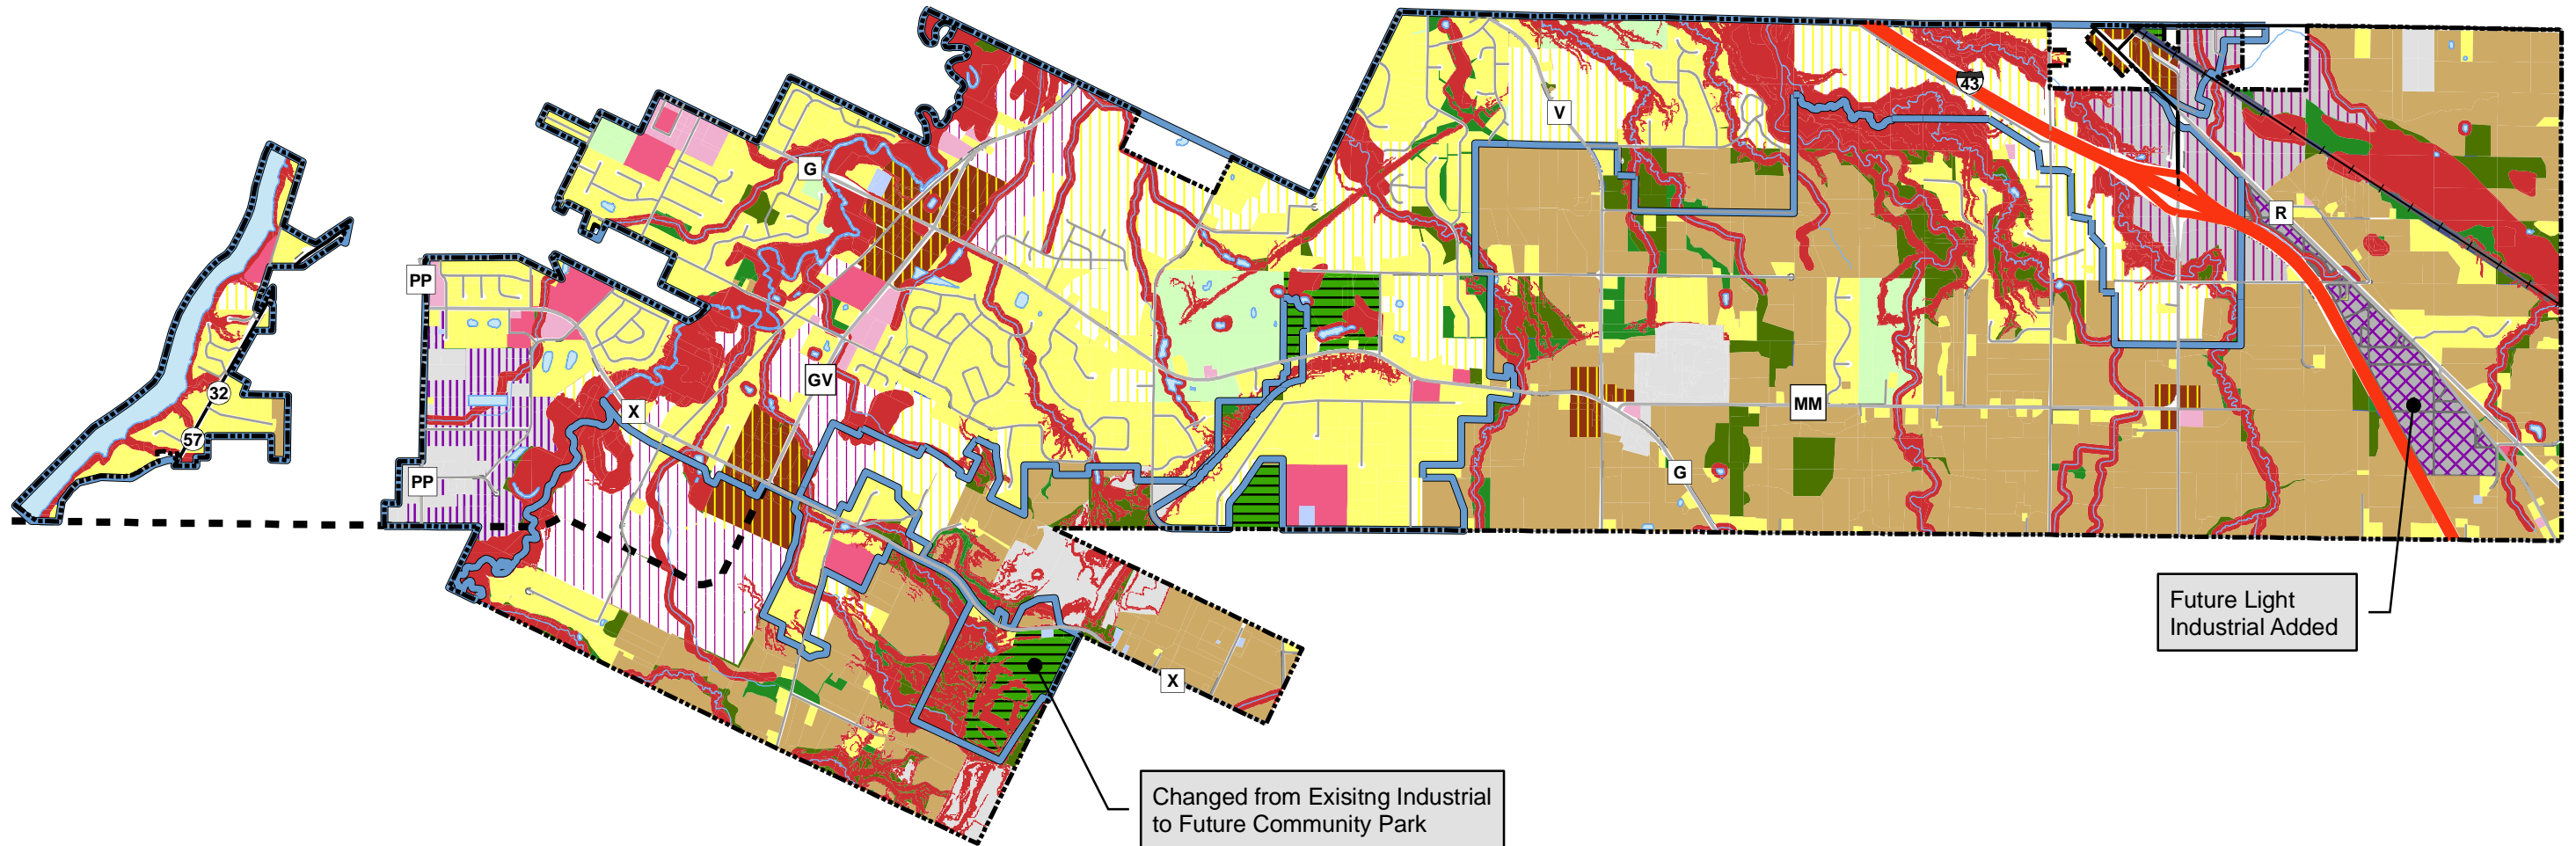 43
V
G
R
PP
GV
32
X
MM
57
G
PP
Future Light
Industrial Added
X
Changed from Exisitng Industrial
to Future Community Park